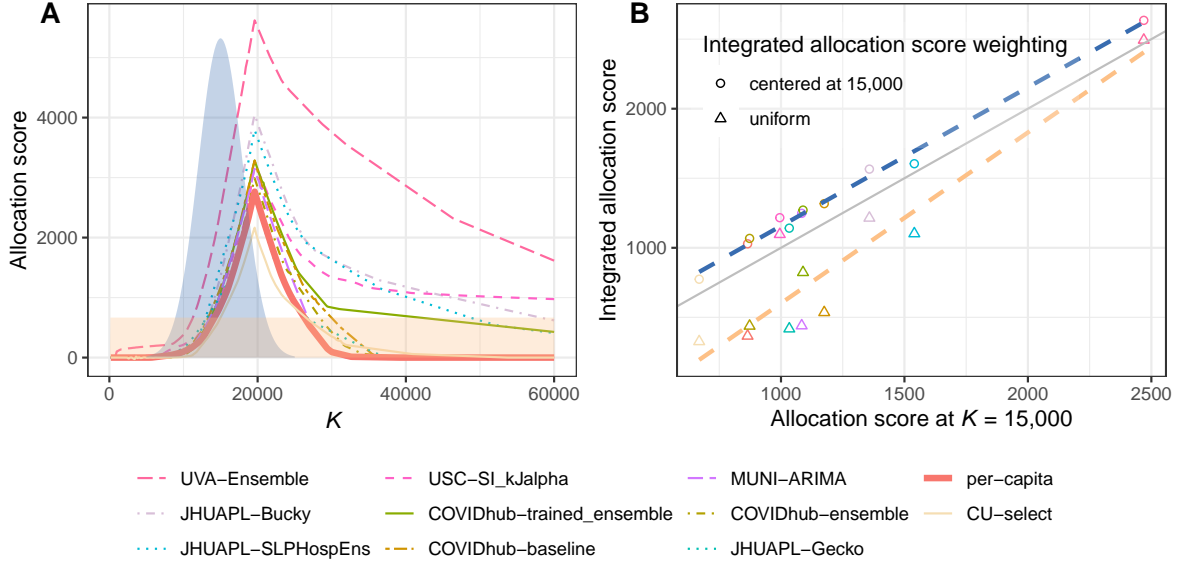 A
B
Allocation score
4000
2000
0
0
20000
40000
60000
K
Integrated allocation score
2000
1000
Integrated allocation score weighting
centered at 15,000
uniform
1000
1500
2000
2500
Allocation score at K = 15,000
UVA−Ensemble
USC−SI_kJalpha
MUNI−ARIMA
per−capita
JHUAPL−Bucky
COVIDhub−trained_ensemble
COVIDhub−ensemble
CU−select
JHUAPL−SLPHospEns
COVIDhub−baseline
JHUAPL−Gecko